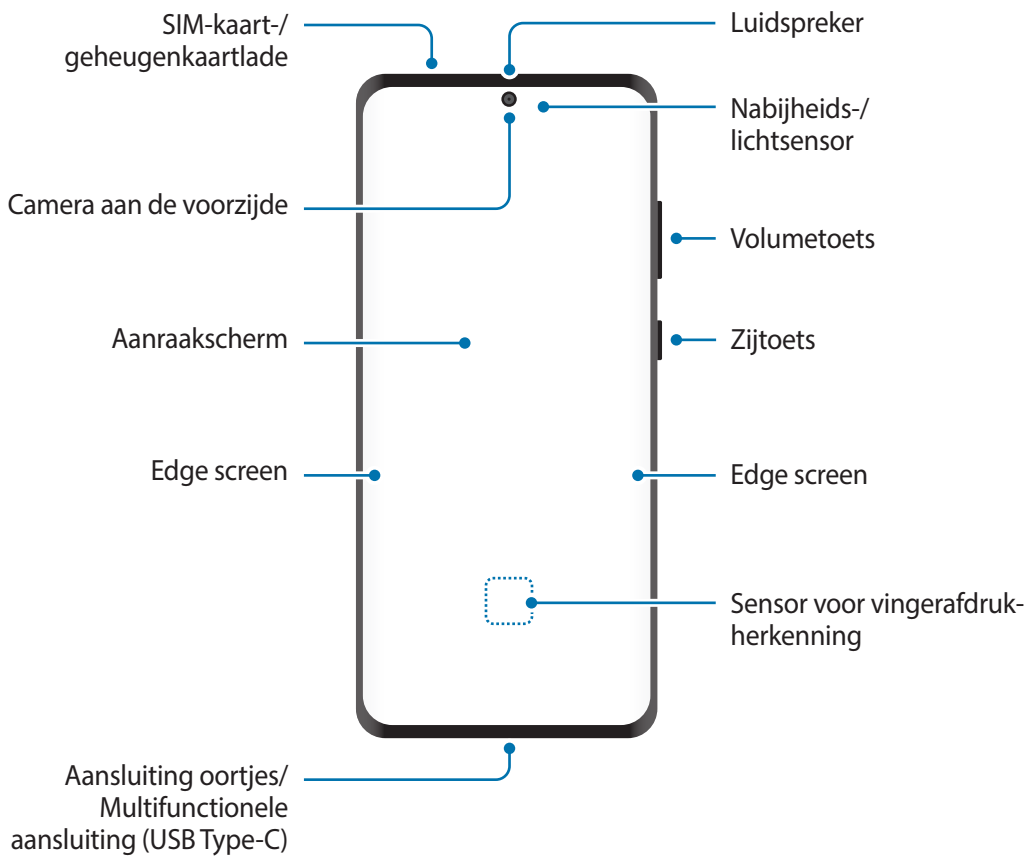 SIM-kaart-/
geheugenkaartlade
Camera aan de voorzijde
Aanraakscherm
Edge screen
Aansluiting oortjes/
Multifunctionele
aansluiting (USB Type-C)
Luidspreker
Nabijheids-/
lichtsensor
Volumetoets
Zijtoets
Edge screen
Sensor voor vingerafdruk-
herkenning